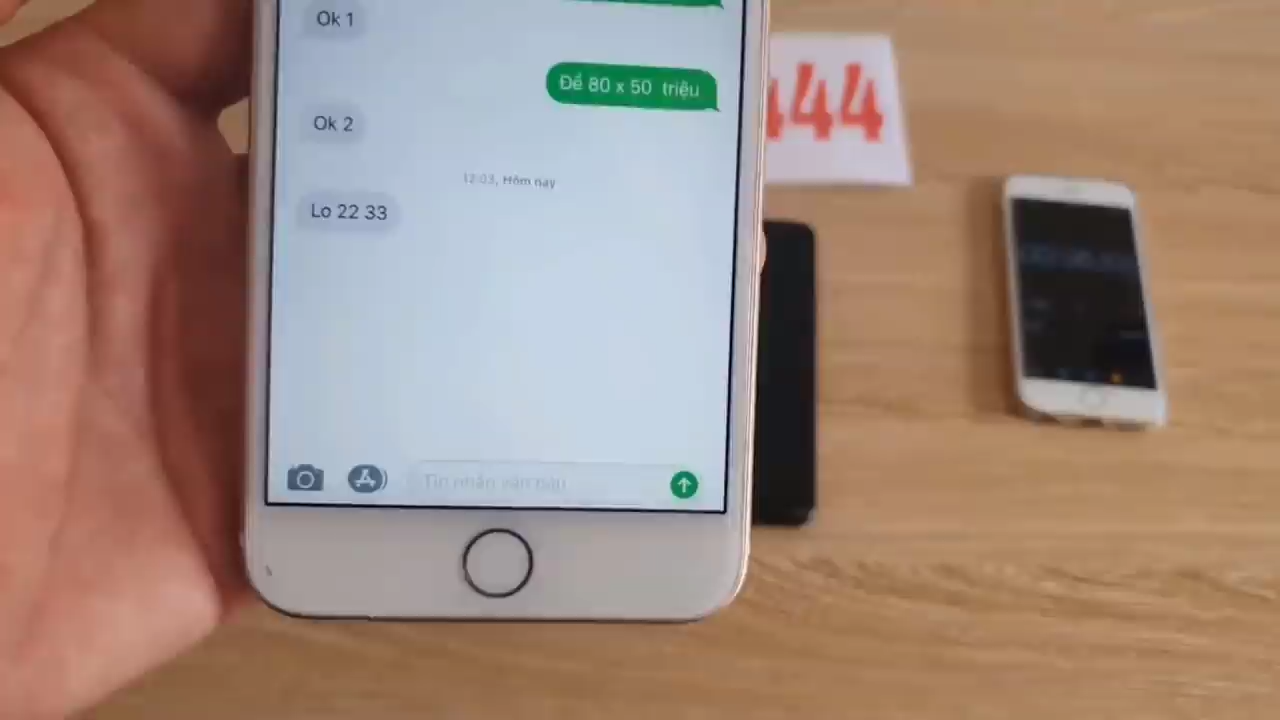 Ok 1
Đề 80 x 50 triệu
Ok 2
12:03, Hôm nay
Lo 22 33
Tin nhắn văn bản
444